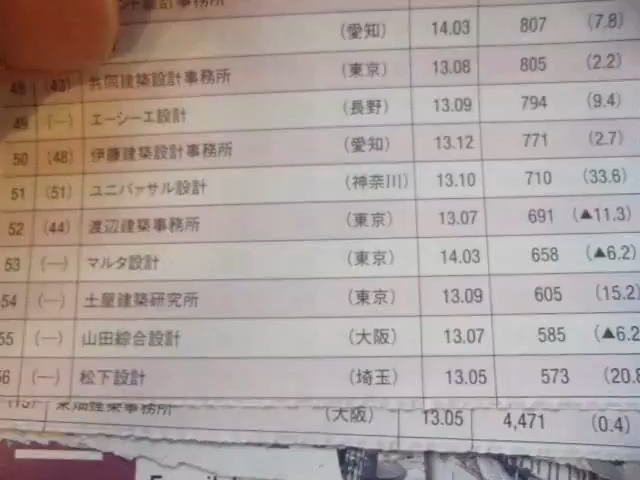 (愛知) 14.03 807 (7.8)
48 (43) 共同建築設計事務所 (東京) 13.08 805 (2.2)
49 (―) エーシーエ設計 (長野) 13.09 794 (9.4)
50 (48) 伊藤建築設計事務所 (愛知) 13.12 771 (2.7)
51 (51) ユニバァサル設計 (神奈川) 13.10 710 (33.6)
52 (44) 渡辺建築事務所 (東京) 13.07 691 (▲11.3)
53 (―) マルタ設計 (東京) 14.03 658 (▲6.2)
54 (―) 土屋建築研究所 (東京) 13.09 605 (15.2)
55 (―) 山田綜合設計 (大阪) 13.07 585 (▲6.2
56 (―) 松下設計 (埼玉) 13.05 573 (20.8
建築事務所 (大阪) 13.05 4,471 (0.4)